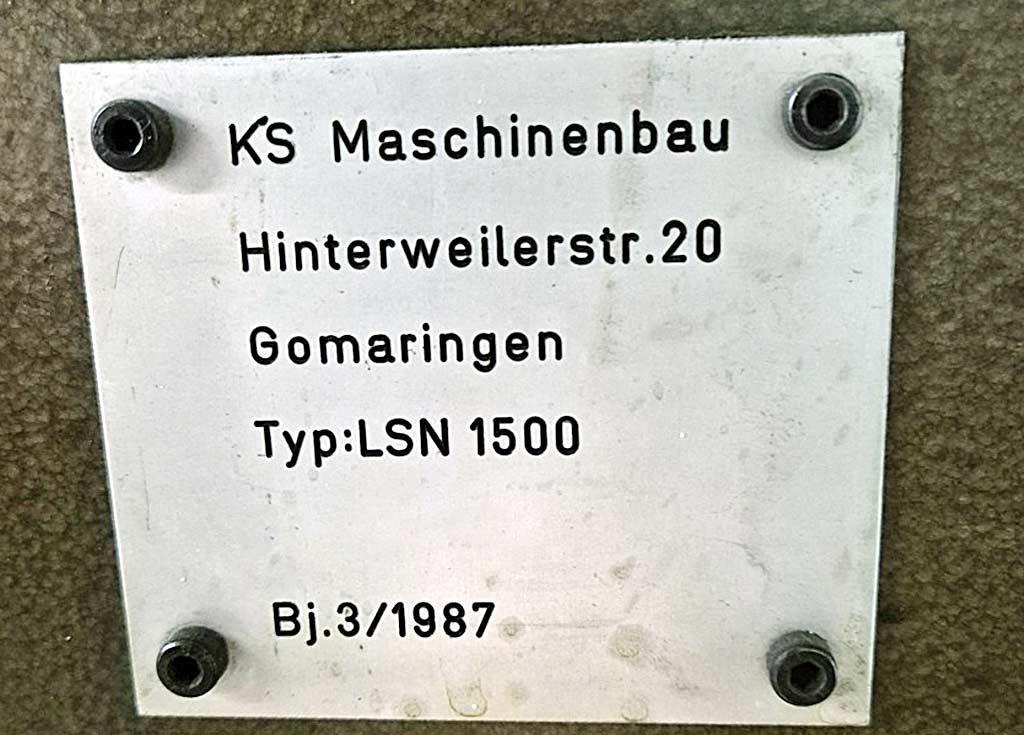 KS Maschinenbau
Hinterweilerstr.20
Gomaringen
Typ:LSN 1500
Bj.3/1987